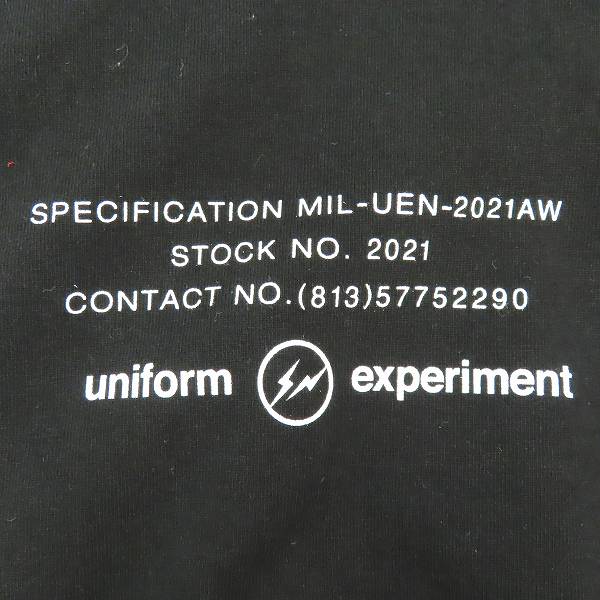 SPECIFICATION MIL-UEN-2021AW
STOCK NO. 2021
CONTACT NO.(813)57752290
uniform experiment